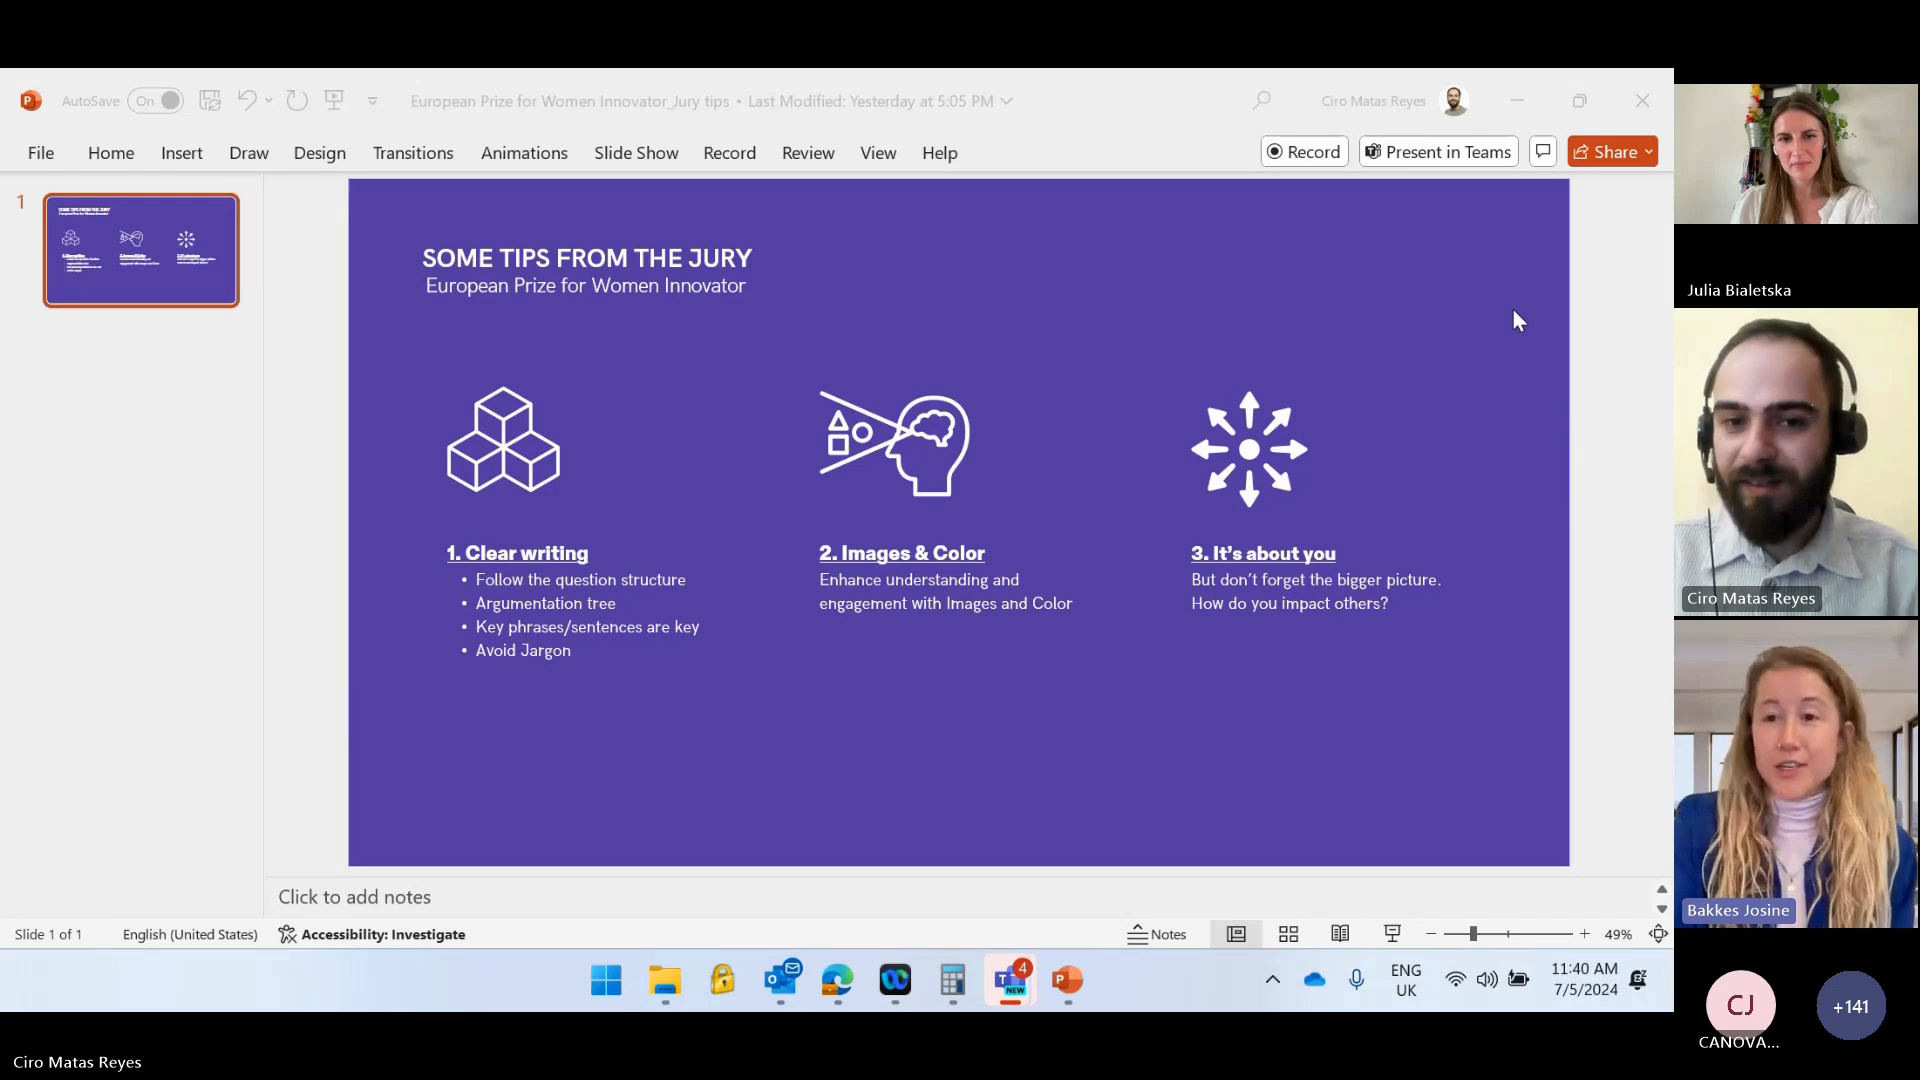 AutoSave On
European Prize for Women Innovator_Jury tips • Last Modified: Yesterday at 5:05 PM
Ciro Matas Reyes
File Home Insert Draw Design Transitions Animations Slide Show Record Review View Help
Record Present in Teams Share
1
SOME TIPS FROM THE JURY
European Prize for Women Innovator
1. Clear writing
• Follow the question structure
• Argumentation tree
• Key phrases/sentences are key
• Avoid Jargon
2. Images & Color
Enhance understanding and
engagement with Images and Color
3. It's about you
But don't forget the bigger picture.
How do you impact others?
Click to add notes
Slide 1 of 1 English (United States) Accessibility: Investigate
Notes 49%
4
NEW
ENG
UK
11:40 AM
7/5/2024
Julia Bialetska
Ciro Matas Reyes
Bakkes Josine
CJ
CANOVA...
+141
Ciro Matas Reyes